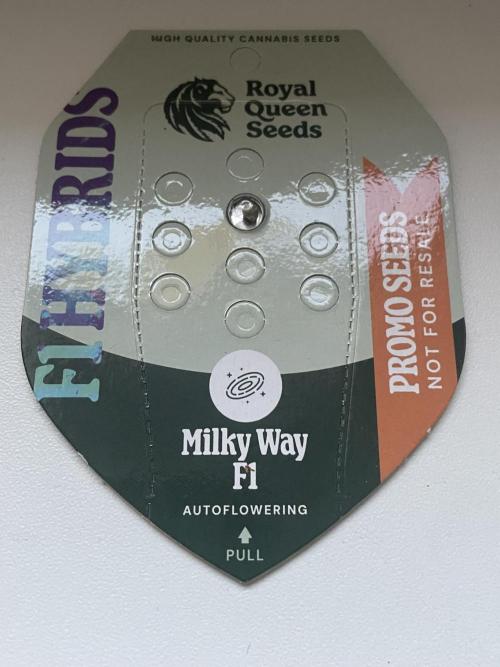 HIGH QUALITY CANNABIS SEEDS
Royal
Queen
Seeds
F1 HYBRIDS
PROMO SEEDS
NOT FOR RESALE
Milky Way
F1
AUTOFLOWERING
PULL